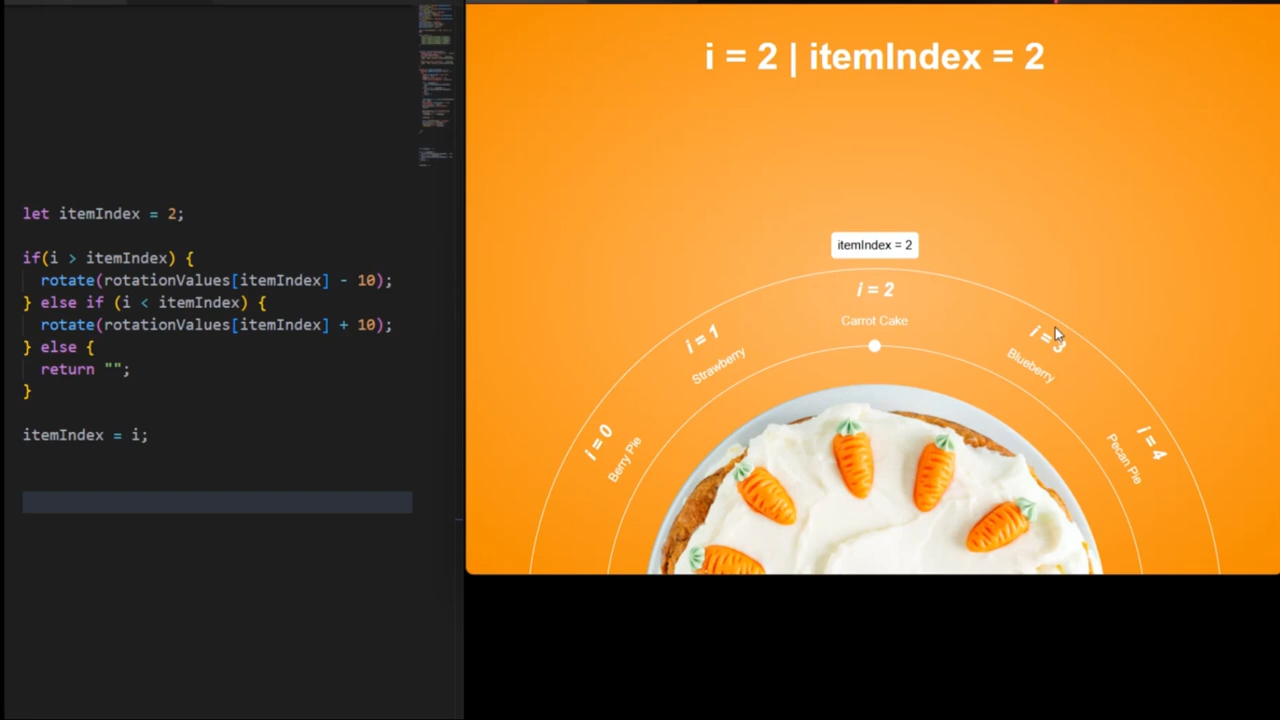 let itemIndex = 2;
if(i > itemIndex) {
rotate(rotationValues[itemIndex] - 10);
} else if (i < itemIndex) {
rotate(rotationValues[itemIndex] + 10);
} else {
return "";
}
itemIndex = i;
i = 2 | itemIndex = 2
itemIndex = 2
i = 2
Carrot Cake
i = 1
Strawberry
i = 3
Blueberry
i = 0
Berry Pie
i = 4
Pecan Pie